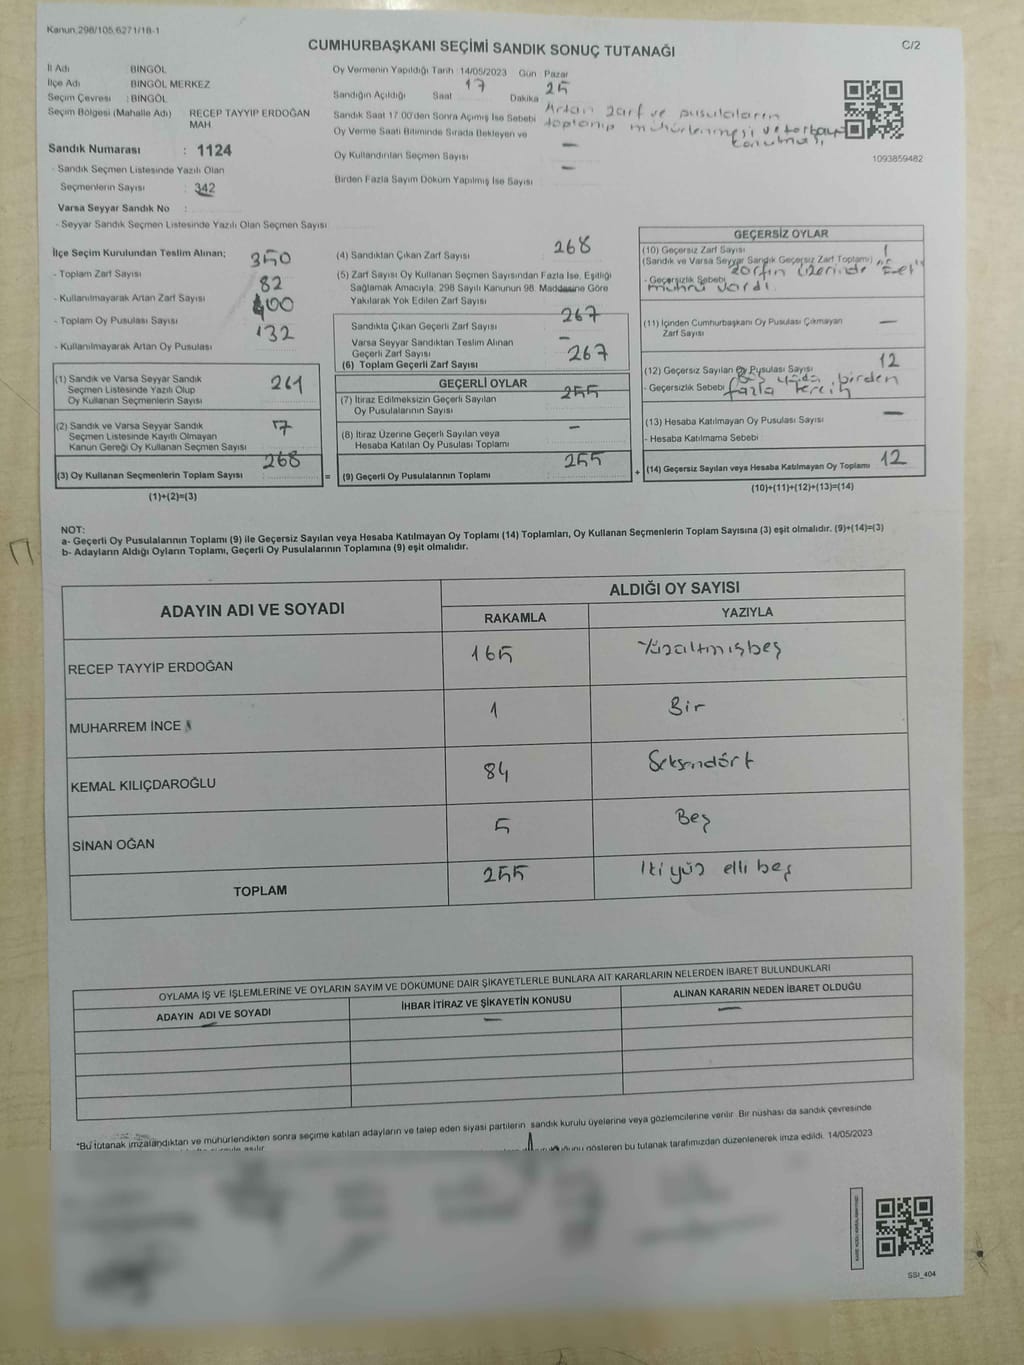 Kanun.298/105,6271/18-1
C/2
CUMHURBAŞKANI SEÇİMİ SANDIK SONUÇ TUTANAĞI
İl Adı : BİNGÖL
İlçe Adı : BİNGÖL MERKEZ
Seçim Çevresi : BİNGÖL
Seçim Bölgesi (Mahalle Adı) RECEP TAYYİP ERDOĞAN MAH.
Sandık Numarası : 1124
- Sandık Seçmen Listesinde Yazılı Olan
Seçmenlerin Sayısı : 342
Varsa Seyyar Sandık No :
- Seyyar Sandık Seçmen Listesinde Yazılı Olan Seçmen Sayısı
Oy Vermenin Yapıldığı Tarih :14/05/2023 Gün : Pazar
Sandığın Açıldığı Saat 17 Dakika 25
Sandık Saat 17.00'den Sonra Açılmış İse Sebebi Artan zarf ve pusulaların
toplanıp mühürlenmesi ve torbaya
konulması
Oy Verme Saati Bitiminde Sırada Bekleyen ve
Oy Kullandırılan Seçmen Sayısı —
Birden Fazla Sayım Döküm Yapılmış İse Sayısı —
1093859482
İlçe Seçim Kurulundan Teslim Alınan;
- Toplam Zarf Sayısı 350
- Kullanılmayarak Artan Zarf Sayısı 82
- Toplam Oy Pusulası Sayısı 400
- Kullanılmayarak Artan Oy Pusulası 132
(1) Sandık ve Varsa Seyyar Sandık
Seçmen Listesinde Yazılı Olup
Oy Kullanan Seçmenlerin Sayısı 261
(2) Sandık ve Varsa Seyyar Sandık
Seçmen Listesinde Kayıtlı Olmayan
Kanun Gereği Oy Kullanan Seçmen Sayısı 7
(3) Oy Kullanan Seçmenlerin Toplam Sayısı 268
(1)+(2)=(3)
(4) Sandıktan Çıkan Zarf Sayısı 268
(5) Zarf Sayısı Oy Kullanan Seçmen Sayısından Fazla İse, Eşitliği
Sağlamak Amacıyla; 298 Sayılı Kanunun 98. Maddesine Göre
Yakılarak Yok Edilen Zarf Sayısı
Sandıkta Çıkan Geçerli Zarf Sayısı 267
Varsa Seyyar Sandıktan Teslim Alınan
Geçerli Zarf Sayısı —
(6) Toplam Geçerli Zarf Sayısı 267
GEÇERLİ OYLAR
(7) İtiraz Edilmeksizin Geçerli Sayılan
Oy Pusulalarının Sayısı 255
(8) İtiraz Üzerine Geçerli Sayılan veya
Hesaba Katılan Oy Pusulası Toplamı —
= (9) Geçerli Oy Pusulalarının Toplamı 255
GEÇERSİZ OYLAR
(10) Geçersiz Zarf Sayısı 1
(Sandık ve Varsa Seyyar Sandık Geçersiz Zarf Toplamı)
- Geçersizlik Sebebi zarfın üzerinde "Evet"
mührü vardı.
(11) İçinden Cumhurbaşkanı Oy Pusulası Çıkmayan
Zarf Sayısı —
(12) Geçersiz Sayılan Oy Pusulası Sayısı 12
- Geçersizlik Sebebi birden
fazla tercih
(13) Hesaba Katılmayan Oy Pusulası Sayısı —
- Hesaba Katılmama Sebebi
+ (14) Geçersiz Sayılan veya Hesaba Katılmayan Oy Toplamı 12
(10)+(11)+(12)+(13)=(14)
NOT:
a- Geçerli Oy Pusulalarının Toplamı (9) ile Geçersiz Sayılan veya Hesaba Katılmayan Oy Toplamı (14) Toplamları, Oy Kullanan Seçmenlerin Toplam Sayısına (3) eşit olmalıdır. (9)+(14)=(3)
b- Adayların Aldığı Oyların Toplamı, Geçerli Oy Pusulalarının Toplamına (9) eşit olmalıdır.
ADAYIN ADI VE SOYADI ALDIĞI OY SAYISI
RAKAMLA YAZIYLA
RECEP TAYYİP ERDOĞAN 165 Yüzaltmışbeş
MUHARREM İNCE 1 Bir
KEMAL KILIÇDAROĞLU 84 Seksendört
SİNAN OĞAN 5 Beş
TOPLAM 255 İkiyüz elli beş
OYLAMA İŞ VE İŞLEMLERİNE VE OYLARIN SAYIM VE DÖKÜMÜNE DAİR ŞİKAYETLERLE BUNLARA AİT KARARLARIN NELERDEN İBARET BULUNDUKLARI
ADAYIN ADI VE SOYADI İHBAR İTİRAZ VE ŞİKAYETİN KONUSU ALINAN KARARIN NEDEN İBARET OLDUĞU
— — —
*Bu tutanak imzalandıktan ve mühürlendikten sonra seçime katılan adayların ve talep eden siyasi partilerin sandık kurulu üyelerine veya gözlemcilerine verilir. Bir nüshası da sandık çevresinde
gösteren bu tutanak tarafımızdan düzenlenerek imza edildi. 14/05/2023
SSI_404